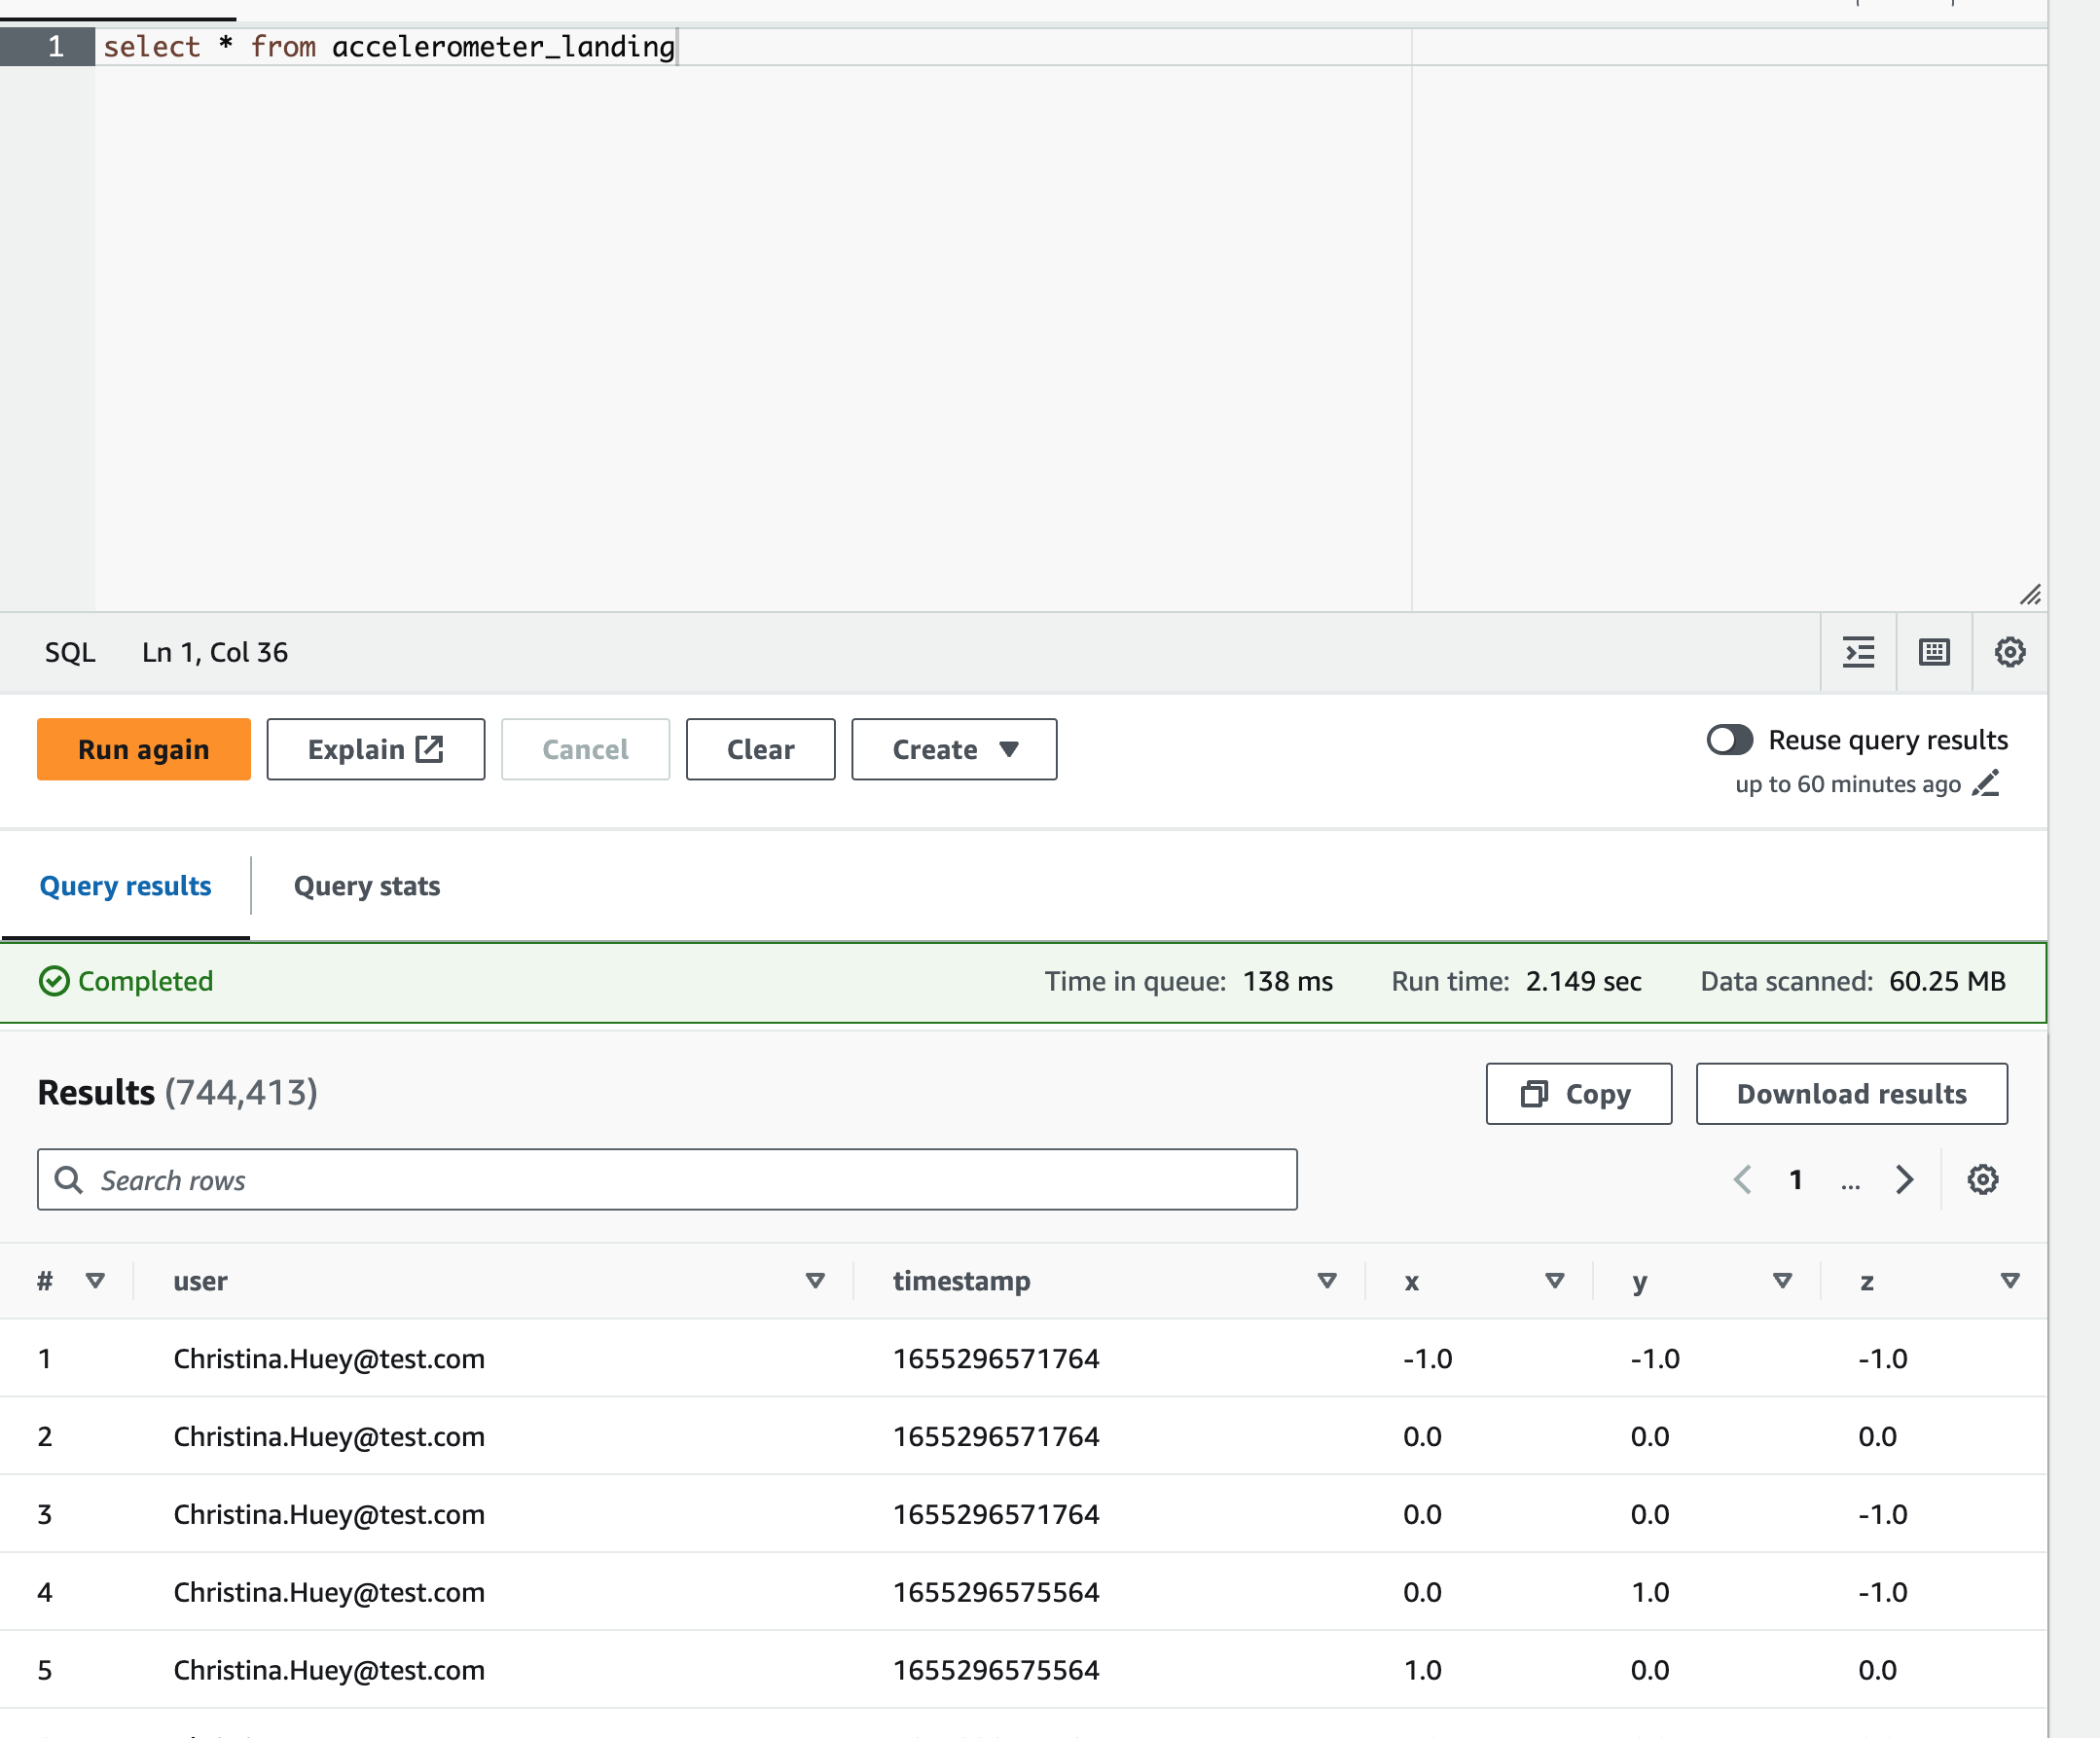 1 select * from accelerometer_landing
SQL Ln 1, Col 36
Run again Explain Cancel Clear Create Reuse query results
up to 60 minutes ago
Query results Query stats
Completed Time in queue: 138 ms Run time: 2.149 sec Data scanned: 60.25 MB
Results (744,413) Copy Download results
Search rows 1 ...
# user timestamp x y z
1 Christina.Huey@test.com 1655296571764 -1.0 -1.0 -1.0
2 Christina.Huey@test.com 1655296571764 0.0 0.0 0.0
3 Christina.Huey@test.com 1655296571764 0.0 0.0 -1.0
4 Christina.Huey@test.com 1655296575564 0.0 1.0 -1.0
5 Christina.Huey@test.com 1655296575564 1.0 0.0 0.0